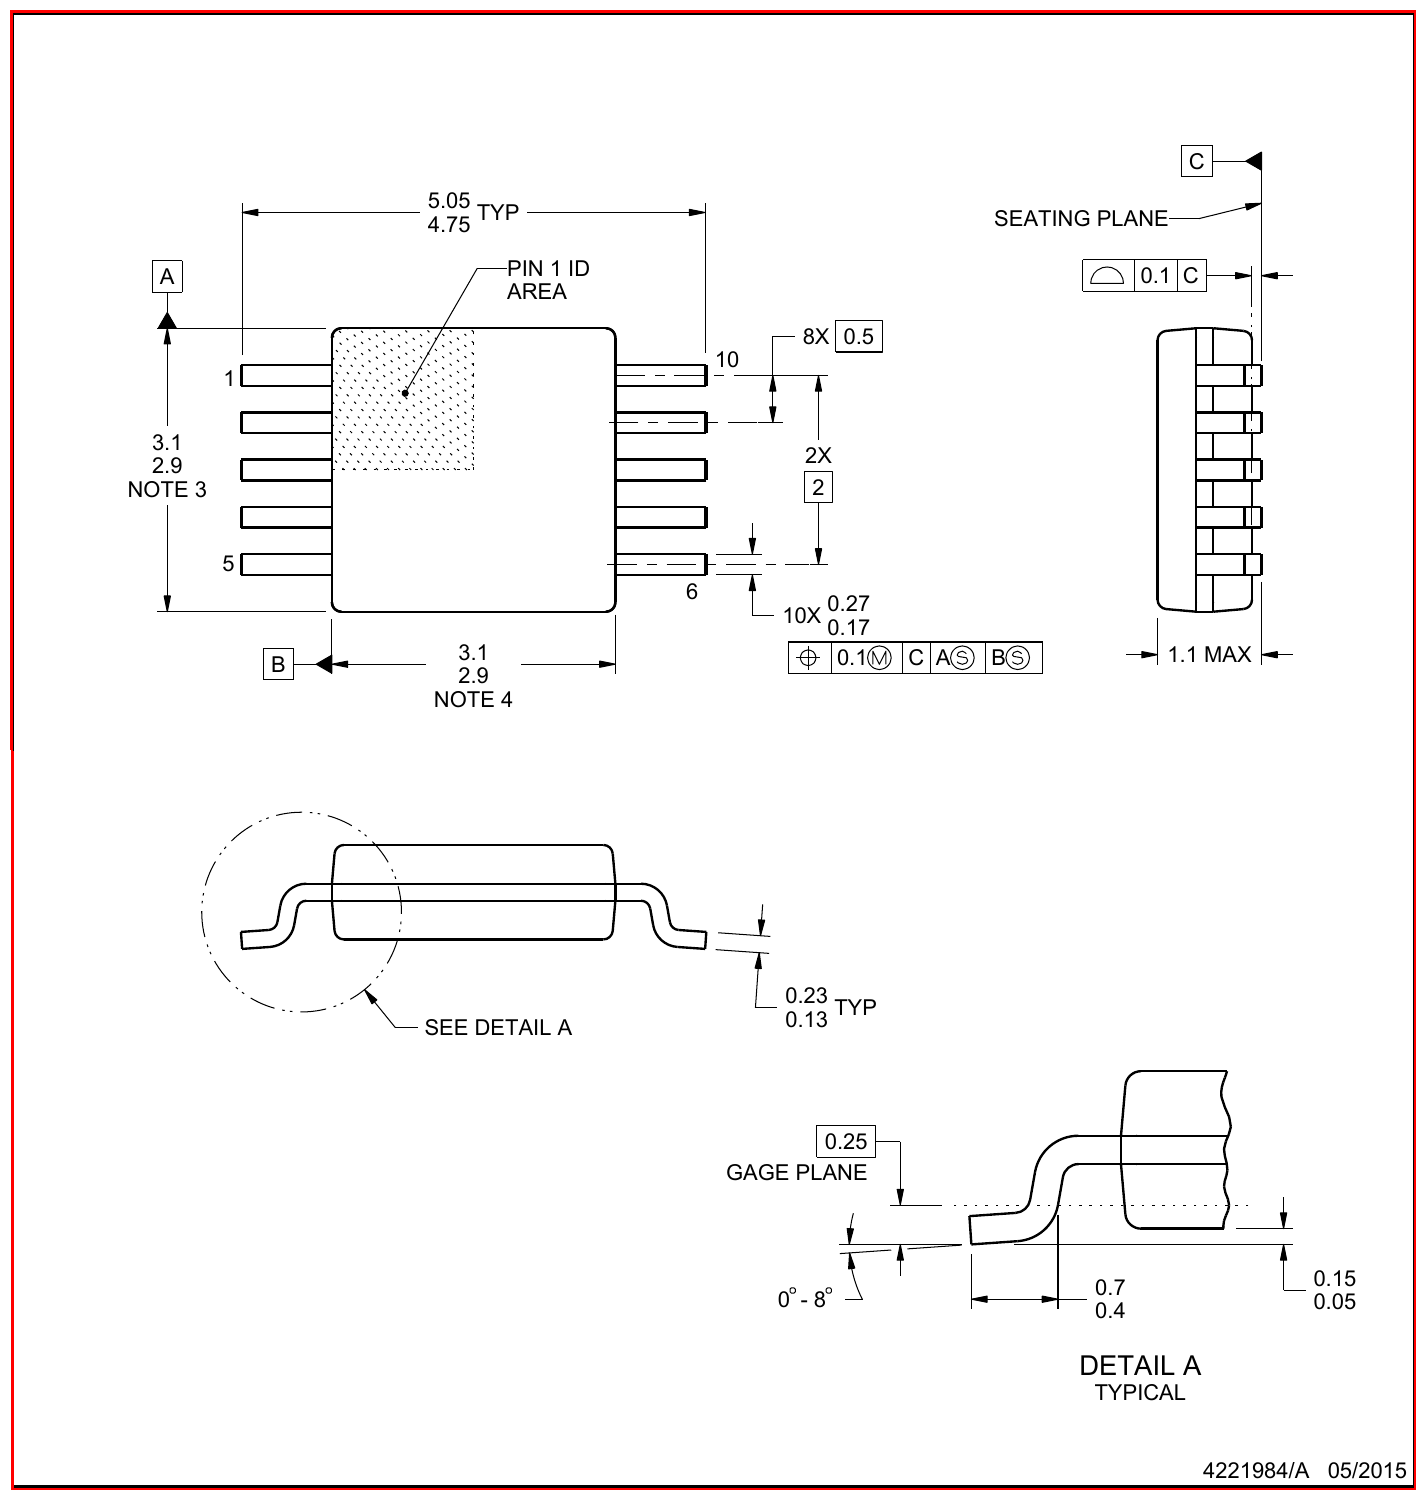 C
SEATING PLANE
0.1 C
5.05
4.75 TYP
A
PIN 1 ID
AREA
8X 0.5
1
10
3.1
2.9
NOTE 3
2X
2
5
6
10X 0.27
0.17
0.1Ⓜ C AⓈ BⓈ
B
3.1
2.9
NOTE 4
1.1 MAX
0.23
0.13 TYP
SEE DETAIL A
0.25
GAGE PLANE
0°- 8°
0.7
0.4
0.15
0.05
DETAIL A
TYPICAL
4221984/A 05/2015